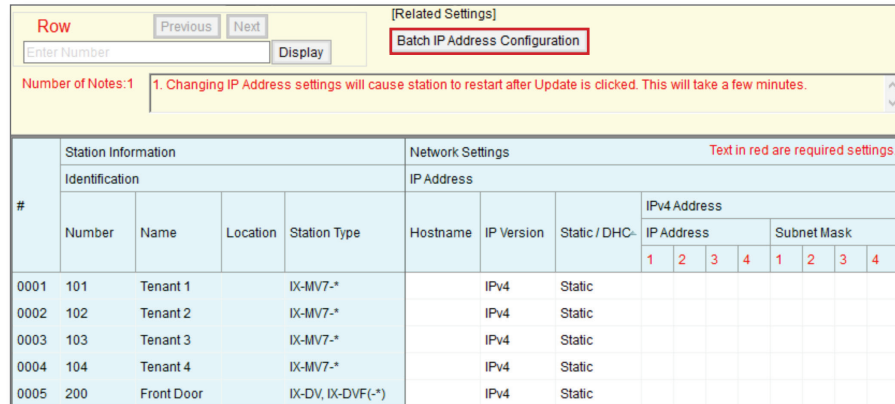 [Related Settings]
Row Previous Next
Batch IP Address Configuration
Enter Number Display
Number of Notes:1 1. Changing IP Address settings will cause station to restart after Update is clicked. This will take a few minutes.
Station Information Network Settings Text in red are required settings
Identification IP Address
# IPv4 Address
Number Name Location Station Type Hostname IP Version Static / DHC IP Address Subnet Mask
1 2 3 4 1 2 3 4
0001 101 Tenant 1 IX-MV7-* IPv4 Static
0002 102 Tenant 2 IX-MV7-* IPv4 Static
0003 103 Tenant 3 IX-MV7-* IPv4 Static
0004 104 Tenant 4 IX-MV7-* IPv4 Static
0005 200 Front Door IX-DV, IX-DVF(-*) IPv4 Static